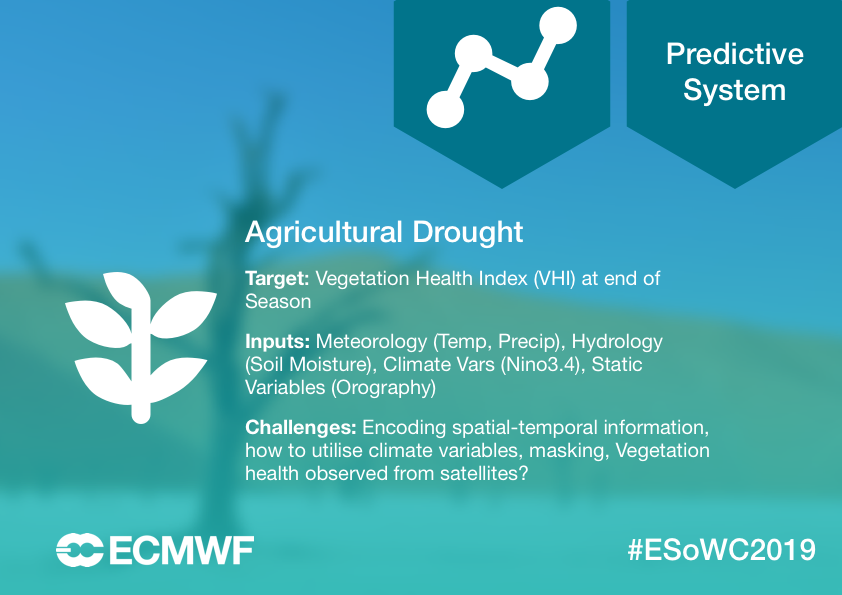 Predictive
System
Agricultural Drought
Target: Vegetation Health Index (VHI) at end of
Season
Inputs: Meteorology (Temp, Precip), Hydrology
(Soil Moisture), Climate Vars (Nino3.4), Static
Variables (Orography)
Challenges: Encoding spatial-temporal information,
how to utilise climate variables, masking, Vegetation
health observed from satellites?
ECMWF
#ESoWC2019